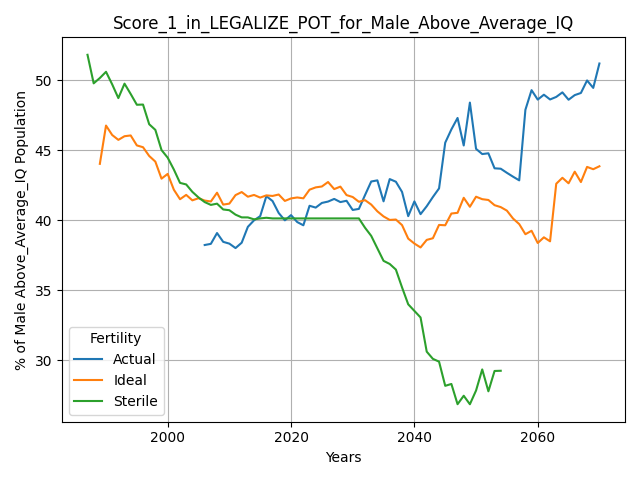 Score_1_in_LEGALIZE_POT_for_Male_Above_Average_IQ
% of Male Above_Average_IQ Population
50
45
40
35
30
Fertility
Actual
Ideal
Sterile
2000
2020
2040
2060
Years